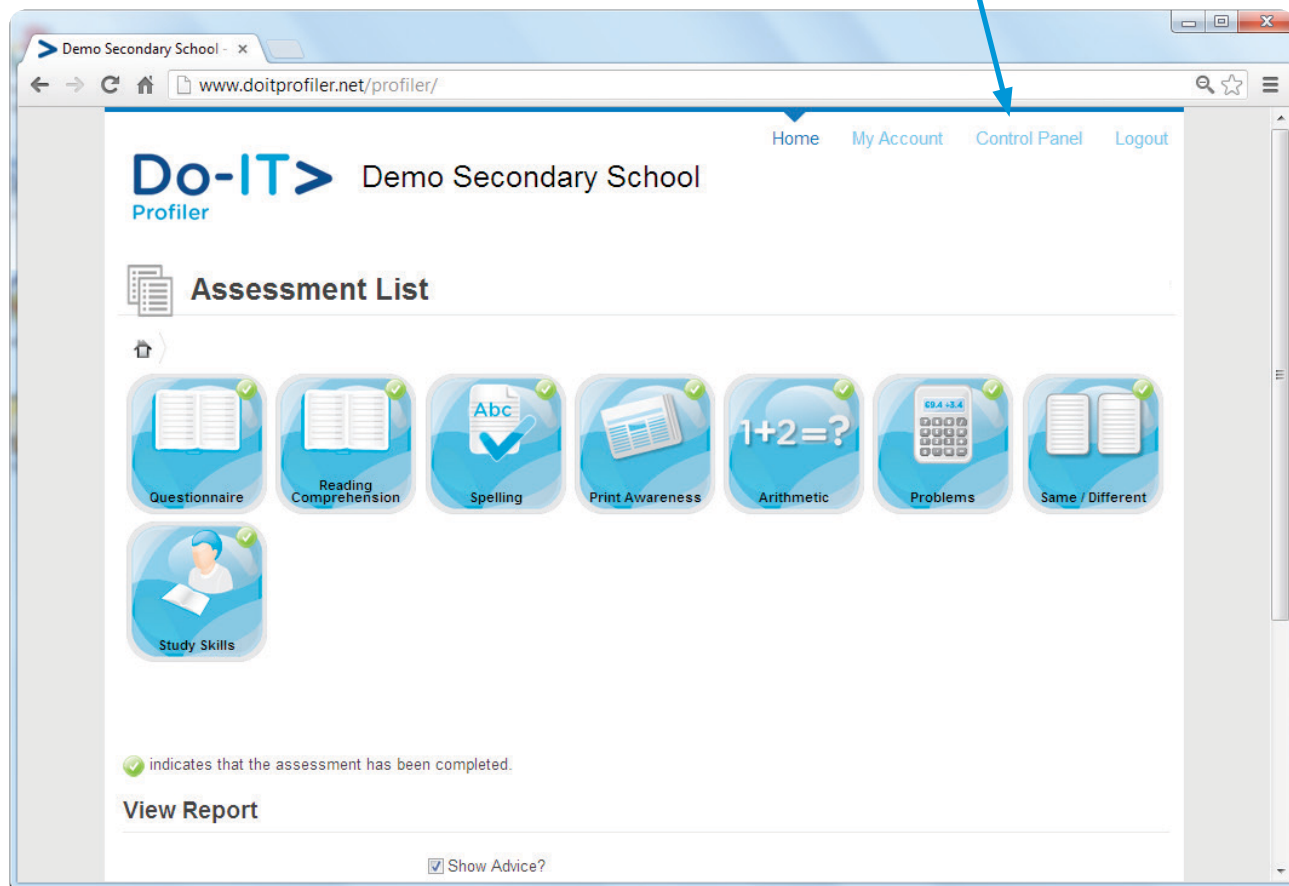 Demo Secondary School -
www.doitprofiler.net/profiler/
Home My Account Control Panel Logout
Do-IT> Demo Secondary School
Profiler
Assessment List
Abc
1+2=?
Questionnaire
Reading
Comprehension
Spelling
Print Awareness
Arithmetic
Problems
Same / Different
Study Skills
indicates that the assessment has been completed.
View Report
Show Advice?